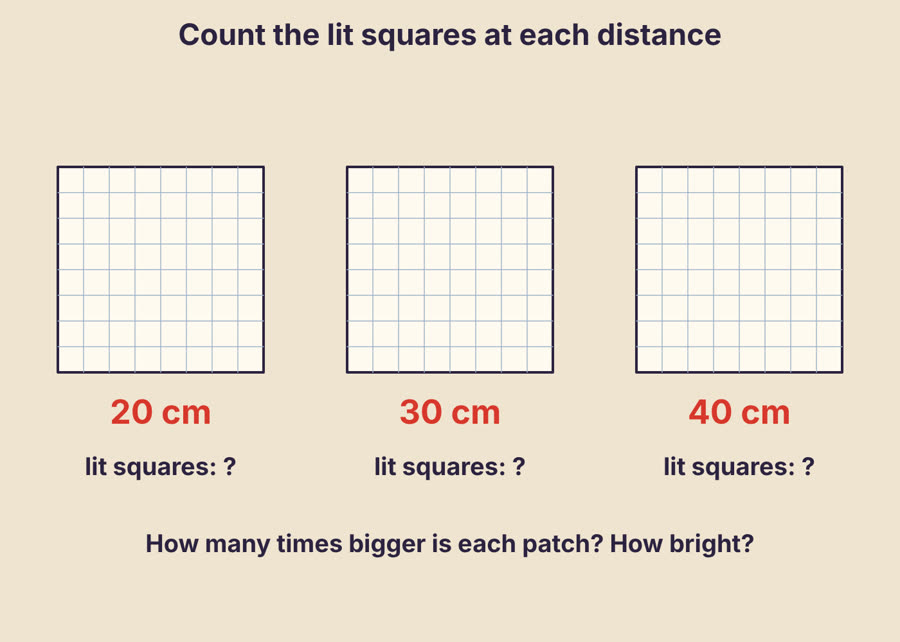 Count the lit squares at each distance
20 cm
30 cm
40 cm
lit squares: ?
lit squares: ?
lit squares: ?
How many times bigger is each patch? How bright?